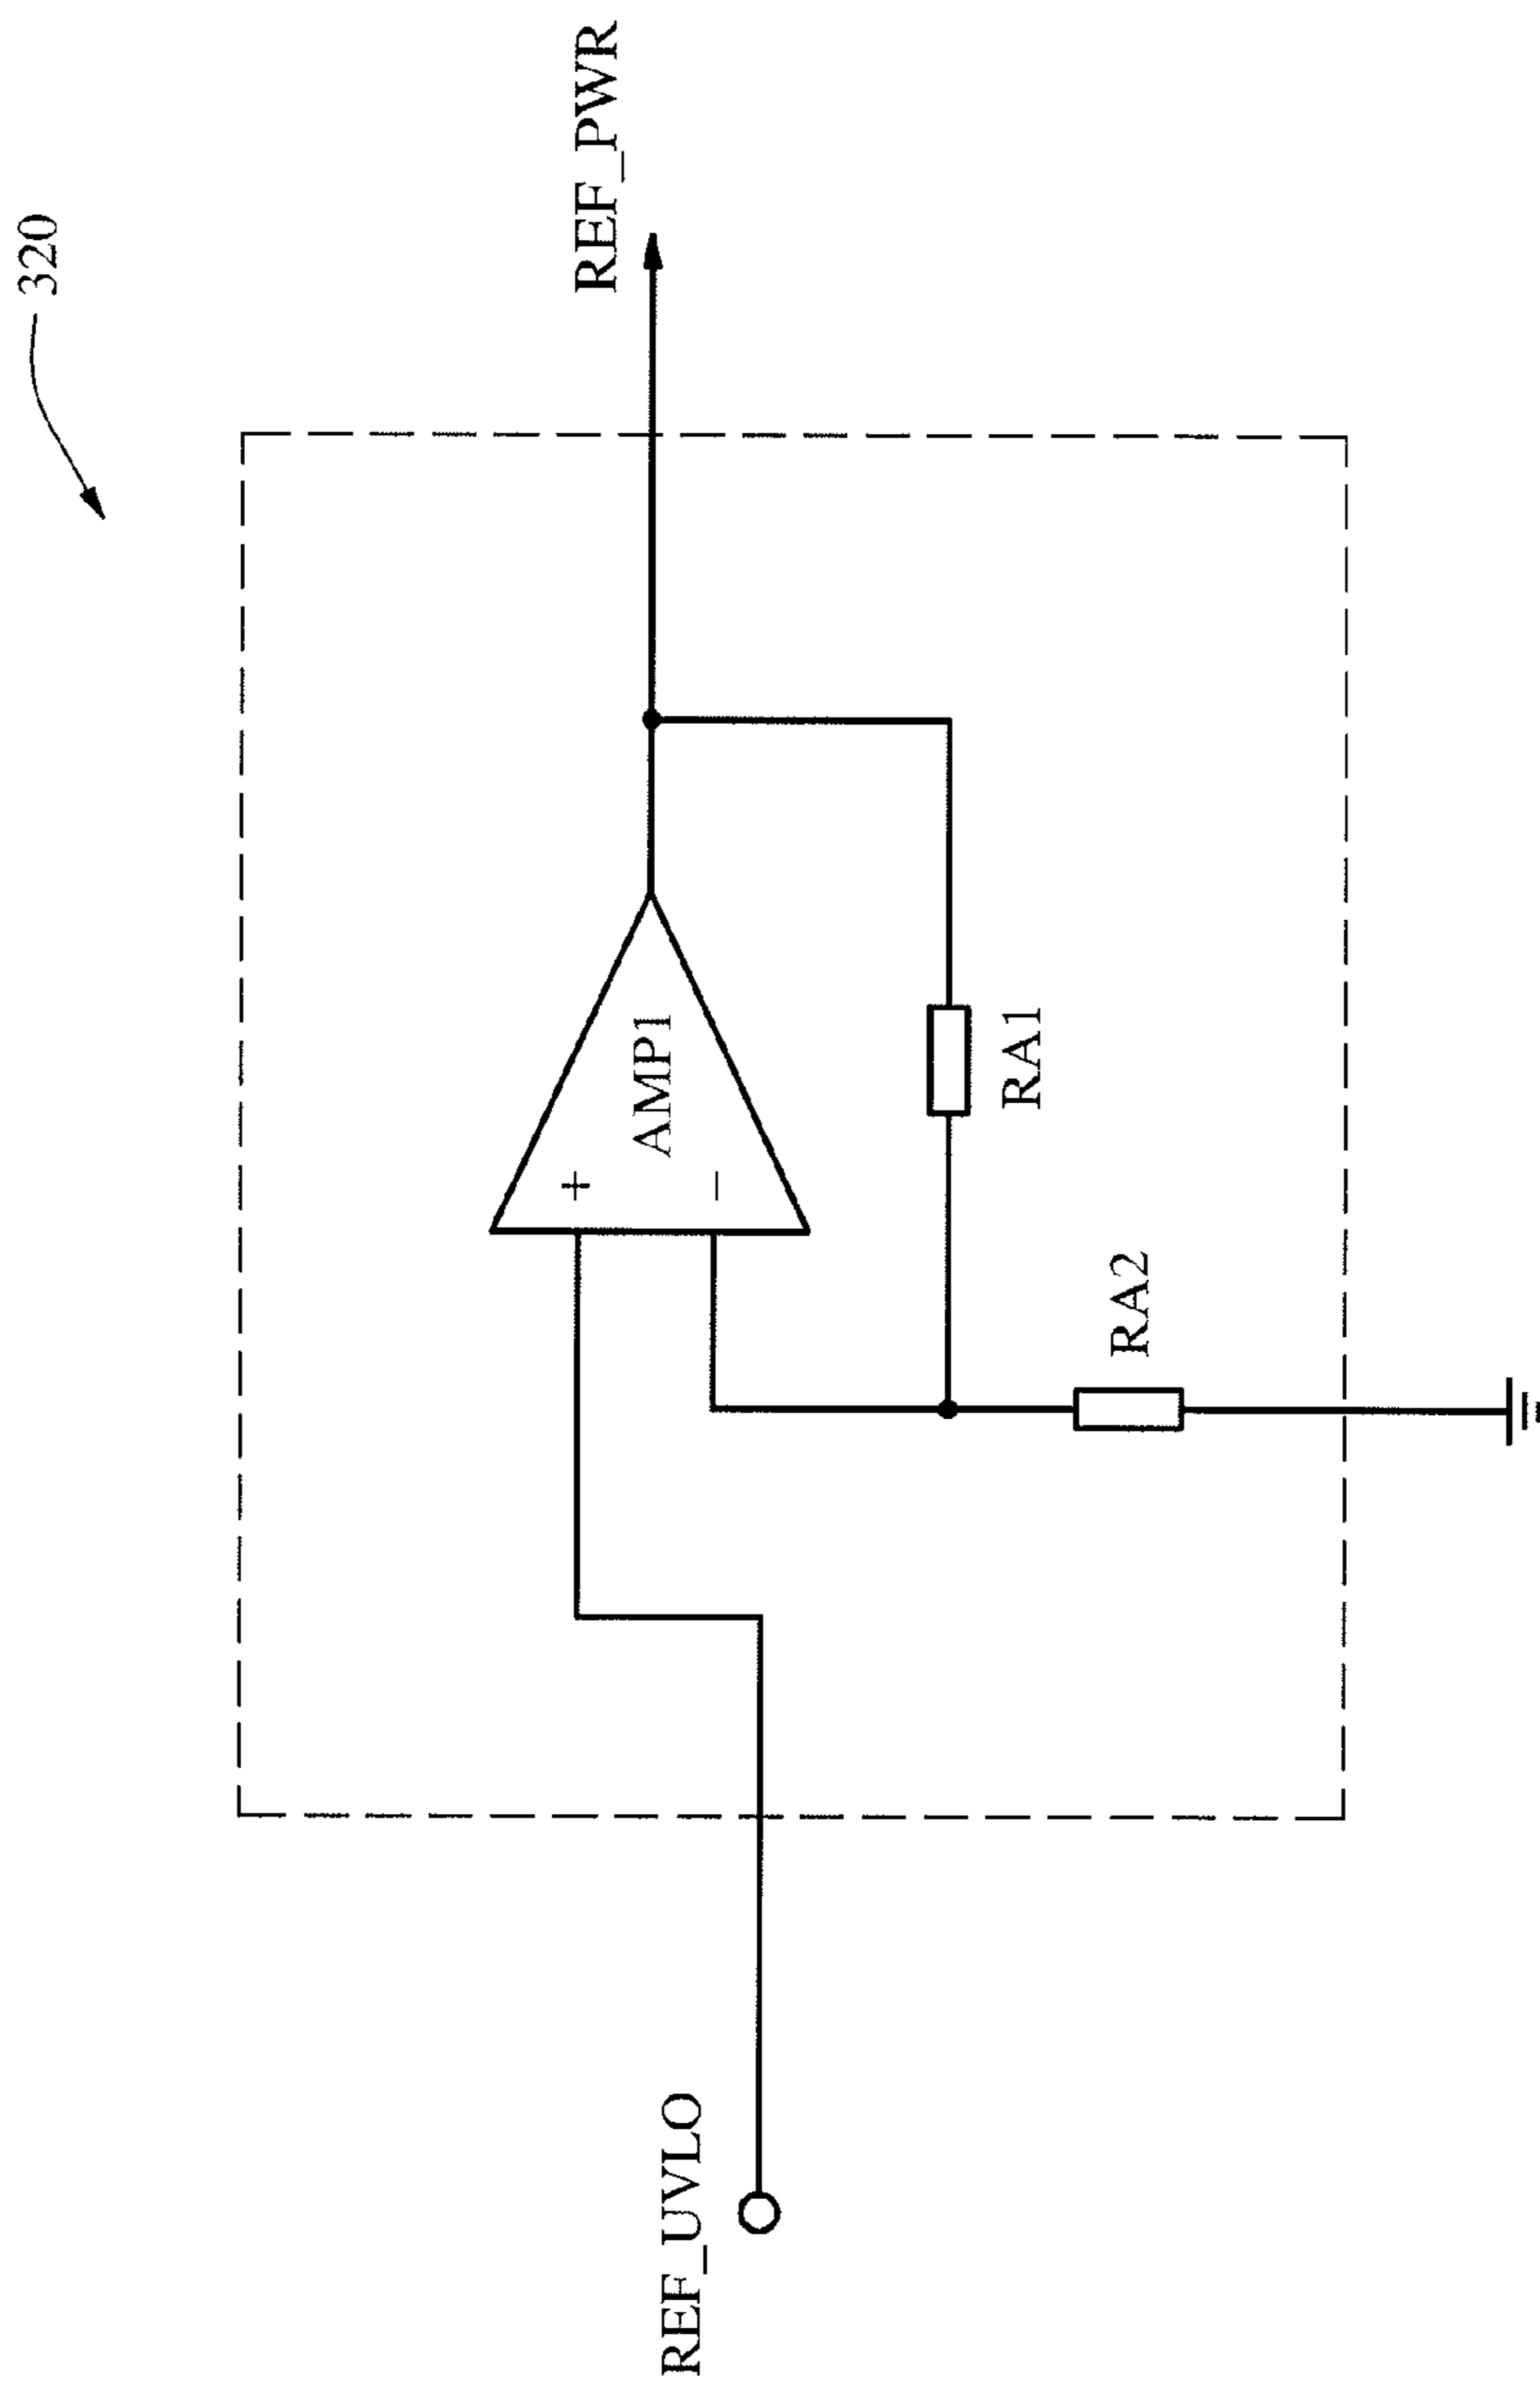 320
REF_PWR
AMP1
+
−
RA1
RA2
REF_UVLO